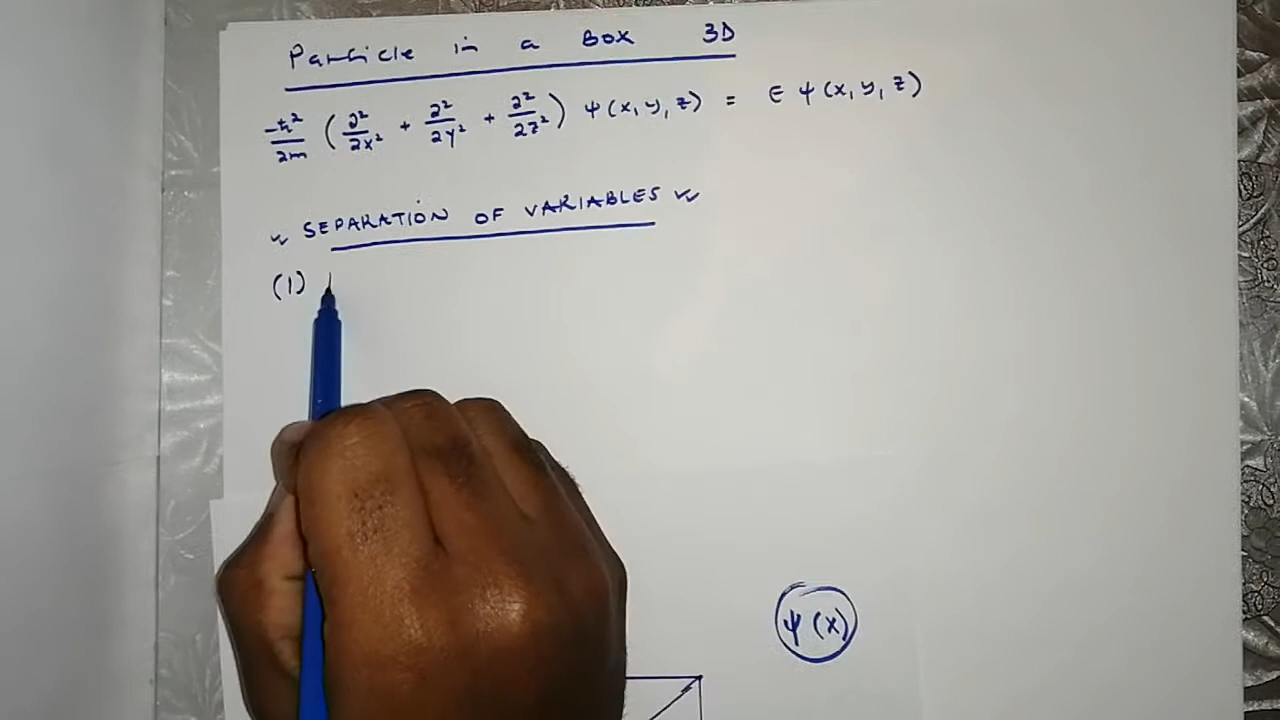 Particle in a Box 3D
-ℏ²/2m (∂²/∂x² + ∂²/∂y² + ∂²/∂z²) ψ(x,y,z) = E ψ(x,y,z)
SEPARATION OF VARIABLES
(1)
ψ(x)